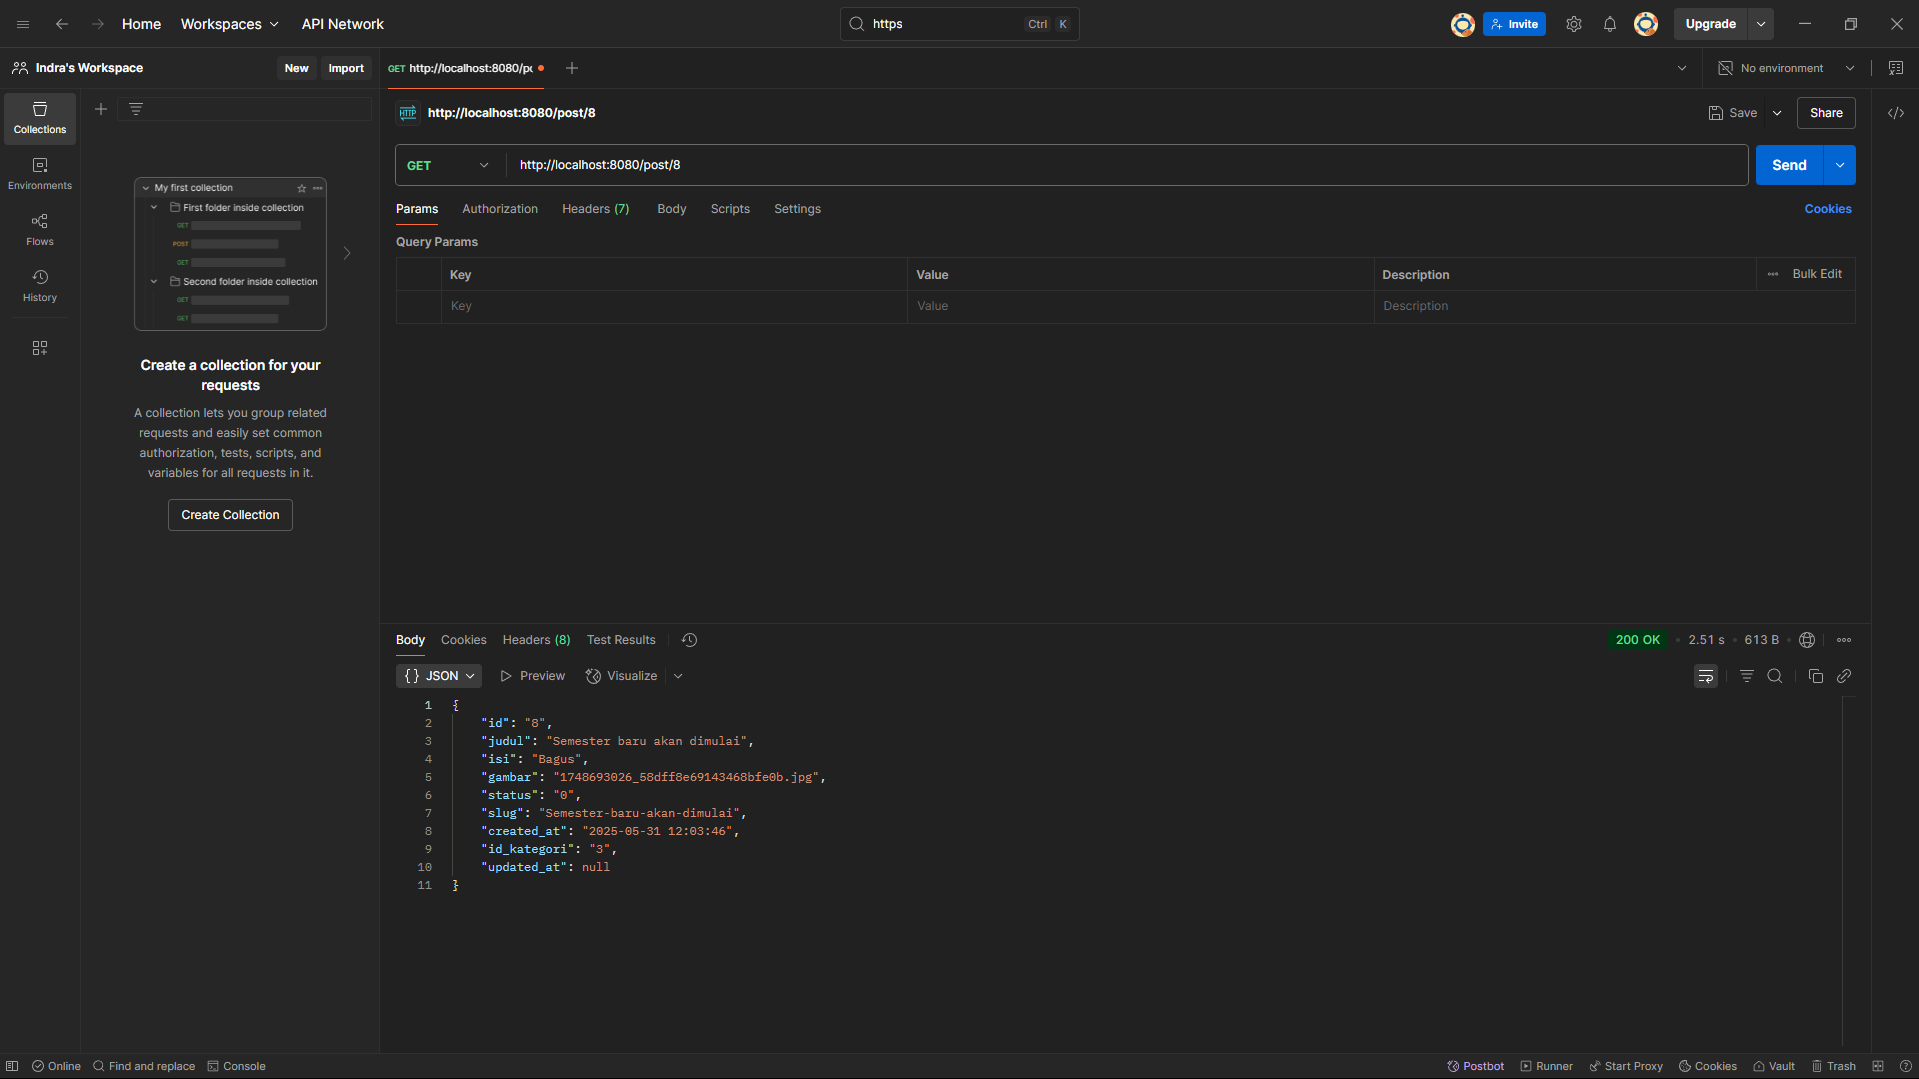 Home
Workspaces
API Network
https
Ctrl K
Invite
Upgrade
Indra's Workspace
New
Import
GET http://localhost:8080/po
No environment
Collections
Environments
Flows
History
My first collection
First folder inside collection
GET
POST
GET
Second folder inside collection
GET
GET
Create a collection for your
requests
A collection lets you group related
requests and easily set common
authorization, tests, scripts, and
variables for all requests in it.
Create Collection
HTTP http://localhost:8080/post/8
Save
Share
GET
http://localhost:8080/post/8
Send
Params
Authorization
Headers (7)
Body
Scripts
Settings
Cookies
Query Params
Key
Value
Description
Bulk Edit
Key
Value
Description
Body
Cookies
Headers (8)
Test Results
200 OK
2.51 s
613 B
{} JSON
Preview
Visualize
1 {
2 "id": "8",
3 "judul": "Semester baru akan dimulai",
4 "isi": "Bagus",
5 "gambar": "1748693026_58dff8e69143468bfe0b.jpg",
6 "status": "0",
7 "slug": "Semester-baru-akan-dimulai",
8 "created_at": "2025-05-31 12:03:46",
9 "id_kategori": "3",
10 "updated_at": null
11 }
Online
Find and replace
Console
Postbot
Runner
Start Proxy
Cookies
Vault
Trash